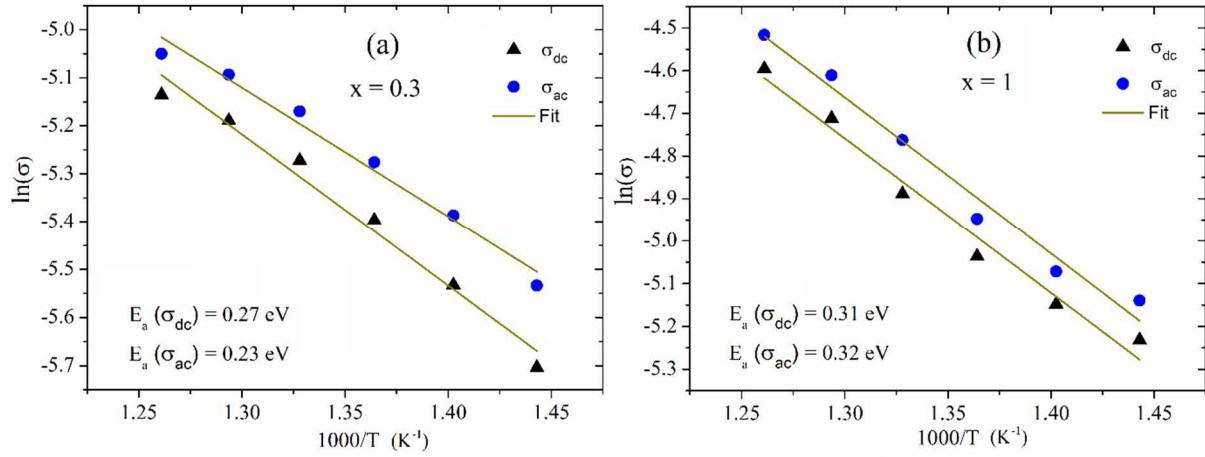 (a)
x = 0.3
σdc
σac
Fit
ln(σ)
-5.0
-5.1
-5.2
-5.3
-5.4
-5.5
-5.6
-5.7
Ea (σdc) = 0.27 eV
Ea (σac) = 0.23 eV
1.25
1.30
1.35
1.40
1.45
1000/T (K-1)
(b)
x = 1
σdc
σac
Fit
ln(σ)
-4.5
-4.6
-4.7
-4.8
-4.9
-5.0
-5.1
-5.2
-5.3
Ea (σdc) = 0.31 eV
Ea (σac) = 0.32 eV
1.25
1.30
1.35
1.40
1.45
1000/T (K-1)